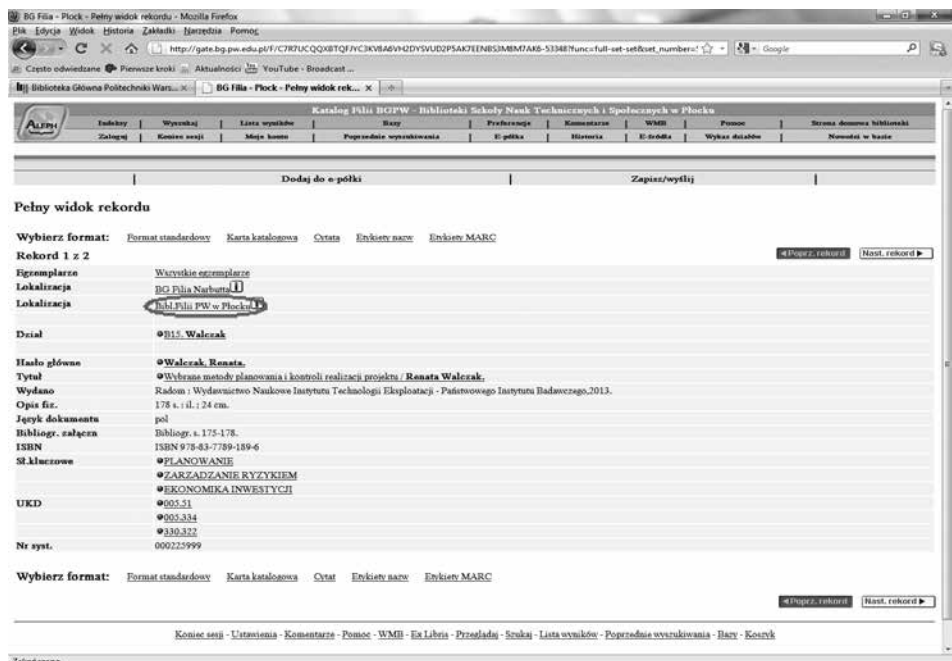 BG Filia - Płock - Pełny widok rekordu - Mozilla Firefox
Plik Edycja Widok Historia Zakładki Narzędzia Pomoc
Google
Często odwiedzane Pierwsze kroki Aktualności YouTube - Broadcast ...
Biblioteka Główna Politechniki Wars... BG Filia - Płock - Pełny widok rek...
Katalog Filii BGPW - Biblioteki Szkoły Nauk Technicznych i Społecznych w Płocku
ALEPH Indeksy Wyszukaj Lista wyników Bazy Preferencje Komentarze WMB Pomoc Strona domowa biblioteki
Zaloguj Koniec sesji Moje konto Poprzednie wyszukiwania E-półka Historia E-źródła Wykaz działów Nowości w bazie
Dodaj do e-półki Zapisz/wyślij
Pełny widok rekordu
Wybierz format: Format standardowy Karta katalogowa Cytata Etykiety nazw Etykiety MARC
Rekord 1 z 2 Poprz. rekord Nast. rekord
Egzemplarze Wszystkie egzemplarze
Lokalizacja BG Filia Narbutta
Lokalizacja Bibl.Filii PW w Płocku
Dział B15. Walczak
Hasło główne Walczak, Renata.
Tytuł Wybrane metody planowania i kontroli realizacji projektu / Renata Walczak.
Wydano Radom : Wydawnictwo Naukowe Instytutu Technologii Eksploatacji - Państwowego Instytutu Badawczego,2013.
Opis fiz. 178 s. : il. ; 24 cm.
Język dokumentu pol
Bibliogr. załączn Bibliogr. s. 175-178.
ISBN ISBN 978-83-7789-189-6
Sł.kluczowe PLANOWANIE
ZARZĄDZANIE RYZYKIEM
EKONOMIKA INWESTYCJI
UKD 005.51
005.334
330.322
Nr syst. 000225999
Wybierz format: Format standardowy Karta katalogowa Cytat Etykiety nazw Etykiety MARC
Poprz. rekord Nast. rekord
Koniec sesji - Ustawienia - Komentarze - Pomoc - WMB - Ex Libris - Przeglądaj - Szukaj - Lista wyników - Poprzednie wyszukiwania - Bazy - Koszyk
Zakończono